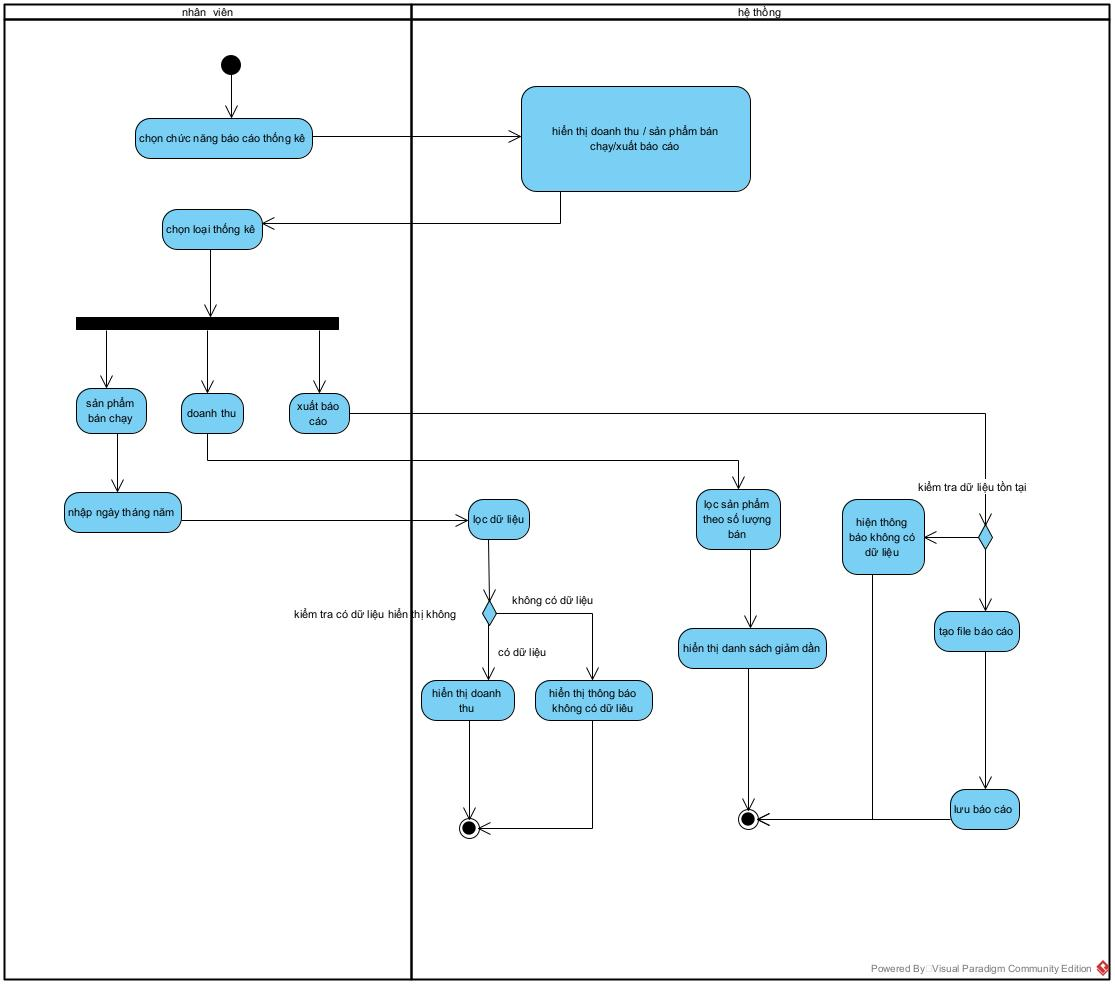 nhân viên
hệ thống
chọn chức năng báo cáo thống kê
hiển thị doanh thu / sản phẩm bán
chạy/xuất báo cáo
chọn loại thống kê
sản phẩm
bán chạy
doanh thu
xuất báo
cáo
nhập ngày tháng năm
lọc dữ liệu
lọc sản phẩm
theo số lượng
bán
kiểm tra dữ liệu tồn tại
hiện thông
báo không có
dữ liệu
kiểm tra có dữ liệu hiển thị không
không có dữ liệu
có dữ liệu
hiển thị doanh
thu
hiển thị thông báo
không có dữ liêu
hiển thị danh sách giảm dần
tạo file báo cáo
lưu báo cáo
Powered By Visual Paradigm Community Edition